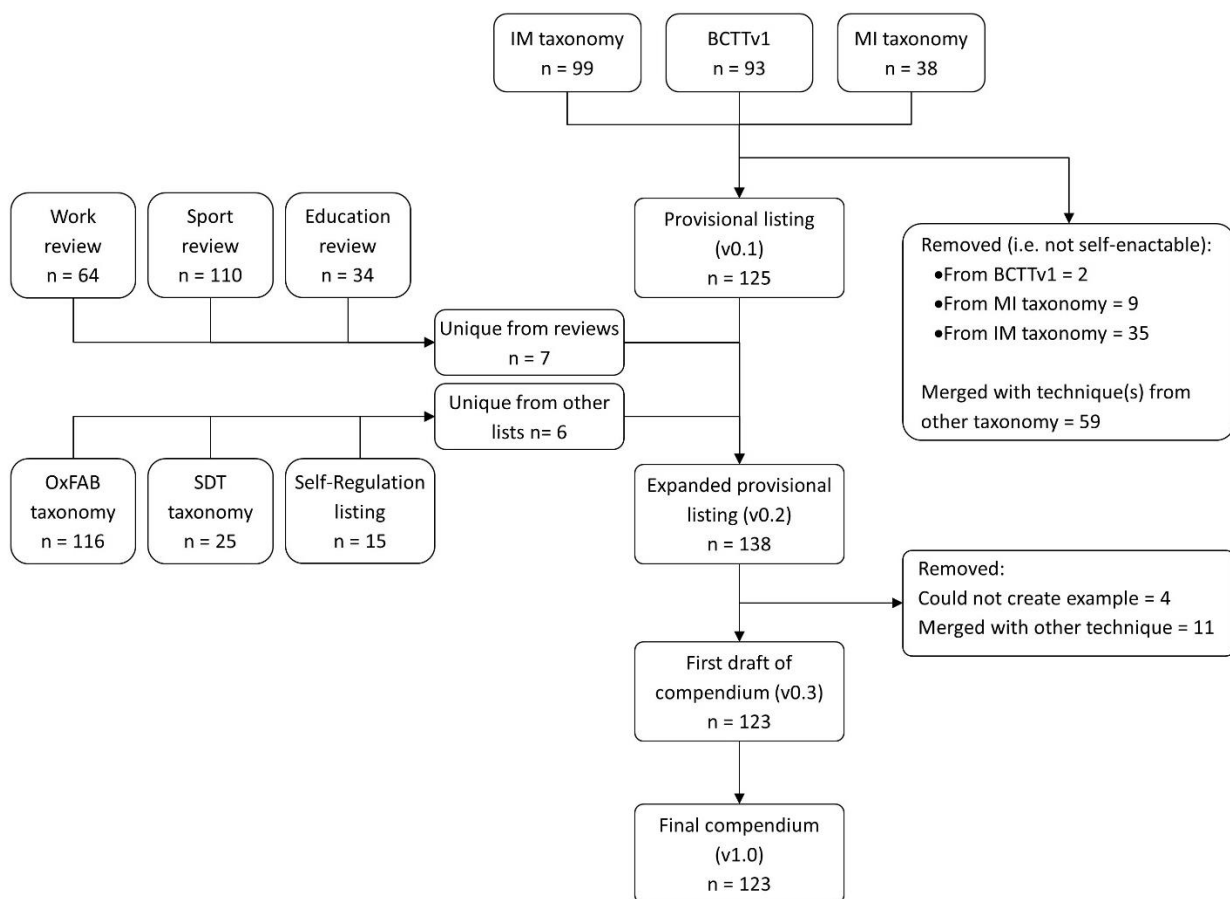 IM taxonomy
n = 99
BCTTv1
n = 93
MI taxonomy
n = 38
Work
review
n = 64
Sport
review
n = 110
Education
review
n = 34
Provisional listing
(v0.1)
n = 125
Removed (i.e. not self-enactable):
•From BCTTv1 = 2
•From MI taxonomy = 9
•From IM taxonomy = 35
Merged with technique(s) from
other taxonomy = 59
Unique from reviews
n = 7
Unique from other
lists n= 6
OxFAB
taxonomy
n = 116
SDT
taxonomy
n = 25
Self-Regulation
listing
n = 15
Expanded provisional
listing (v0.2)
n = 138
Removed:
Could not create example = 4
Merged with other technique = 11
First draft of
compendium (v0.3)
n = 123
Final compendium
(v1.0)
n = 123